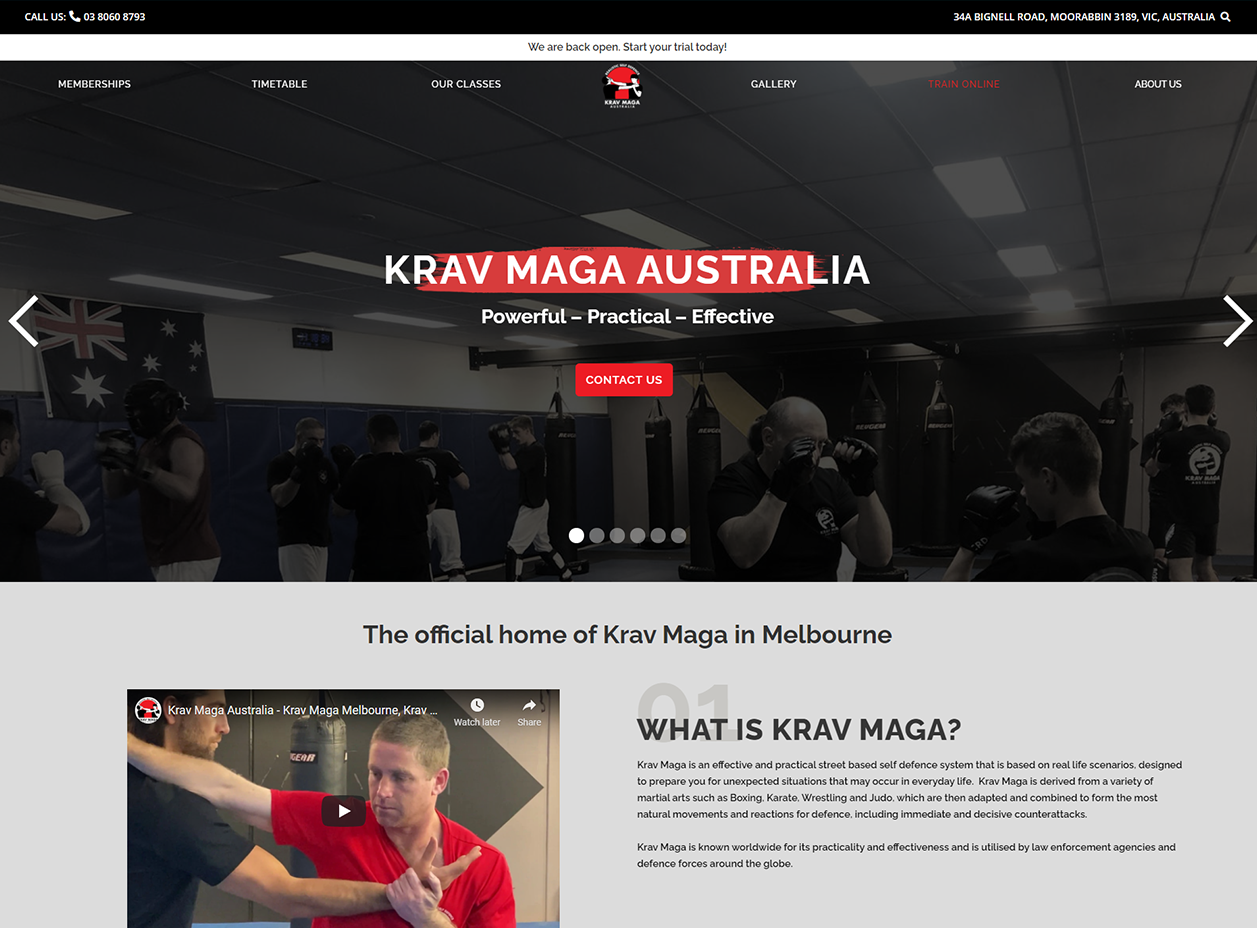 CALL US: 03 8060 8793
34A BIGNELL ROAD, MOORABBIN 3189, VIC, AUSTRALIA
We are back open. Start your trial today!
MEMBERSHIPS
TIMETABLE
OUR CLASSES
KRAV MAGA
AUSTRALIA
GALLERY
TRAIN ONLINE
ABOUT US
KRAV MAGA AUSTRALIA
Powerful – Practical – Effective
CONTACT US
KRAV MAGA
AUSTRALIA
The official home of Krav Maga in Melbourne
Krav Maga Australia - Krav Maga Melbourne, Krav ...
Watch later
Share
01
WHAT IS KRAV MAGA?
Krav Maga is an effective and practical street based self defence system that is based on real life scenarios, designed
to prepare you for unexpected situations that may occur in everyday life. Krav Maga is derived from a variety of
martial arts such as Boxing, Karate, Wrestling and Judo, which are then adapted and combined to form the most
natural movements and reactions for defence, including immediate and decisive counterattacks.
Krav Maga is known worldwide for its practicality and effectiveness and is utilised by law enforcement agencies and
defence forces around the globe.